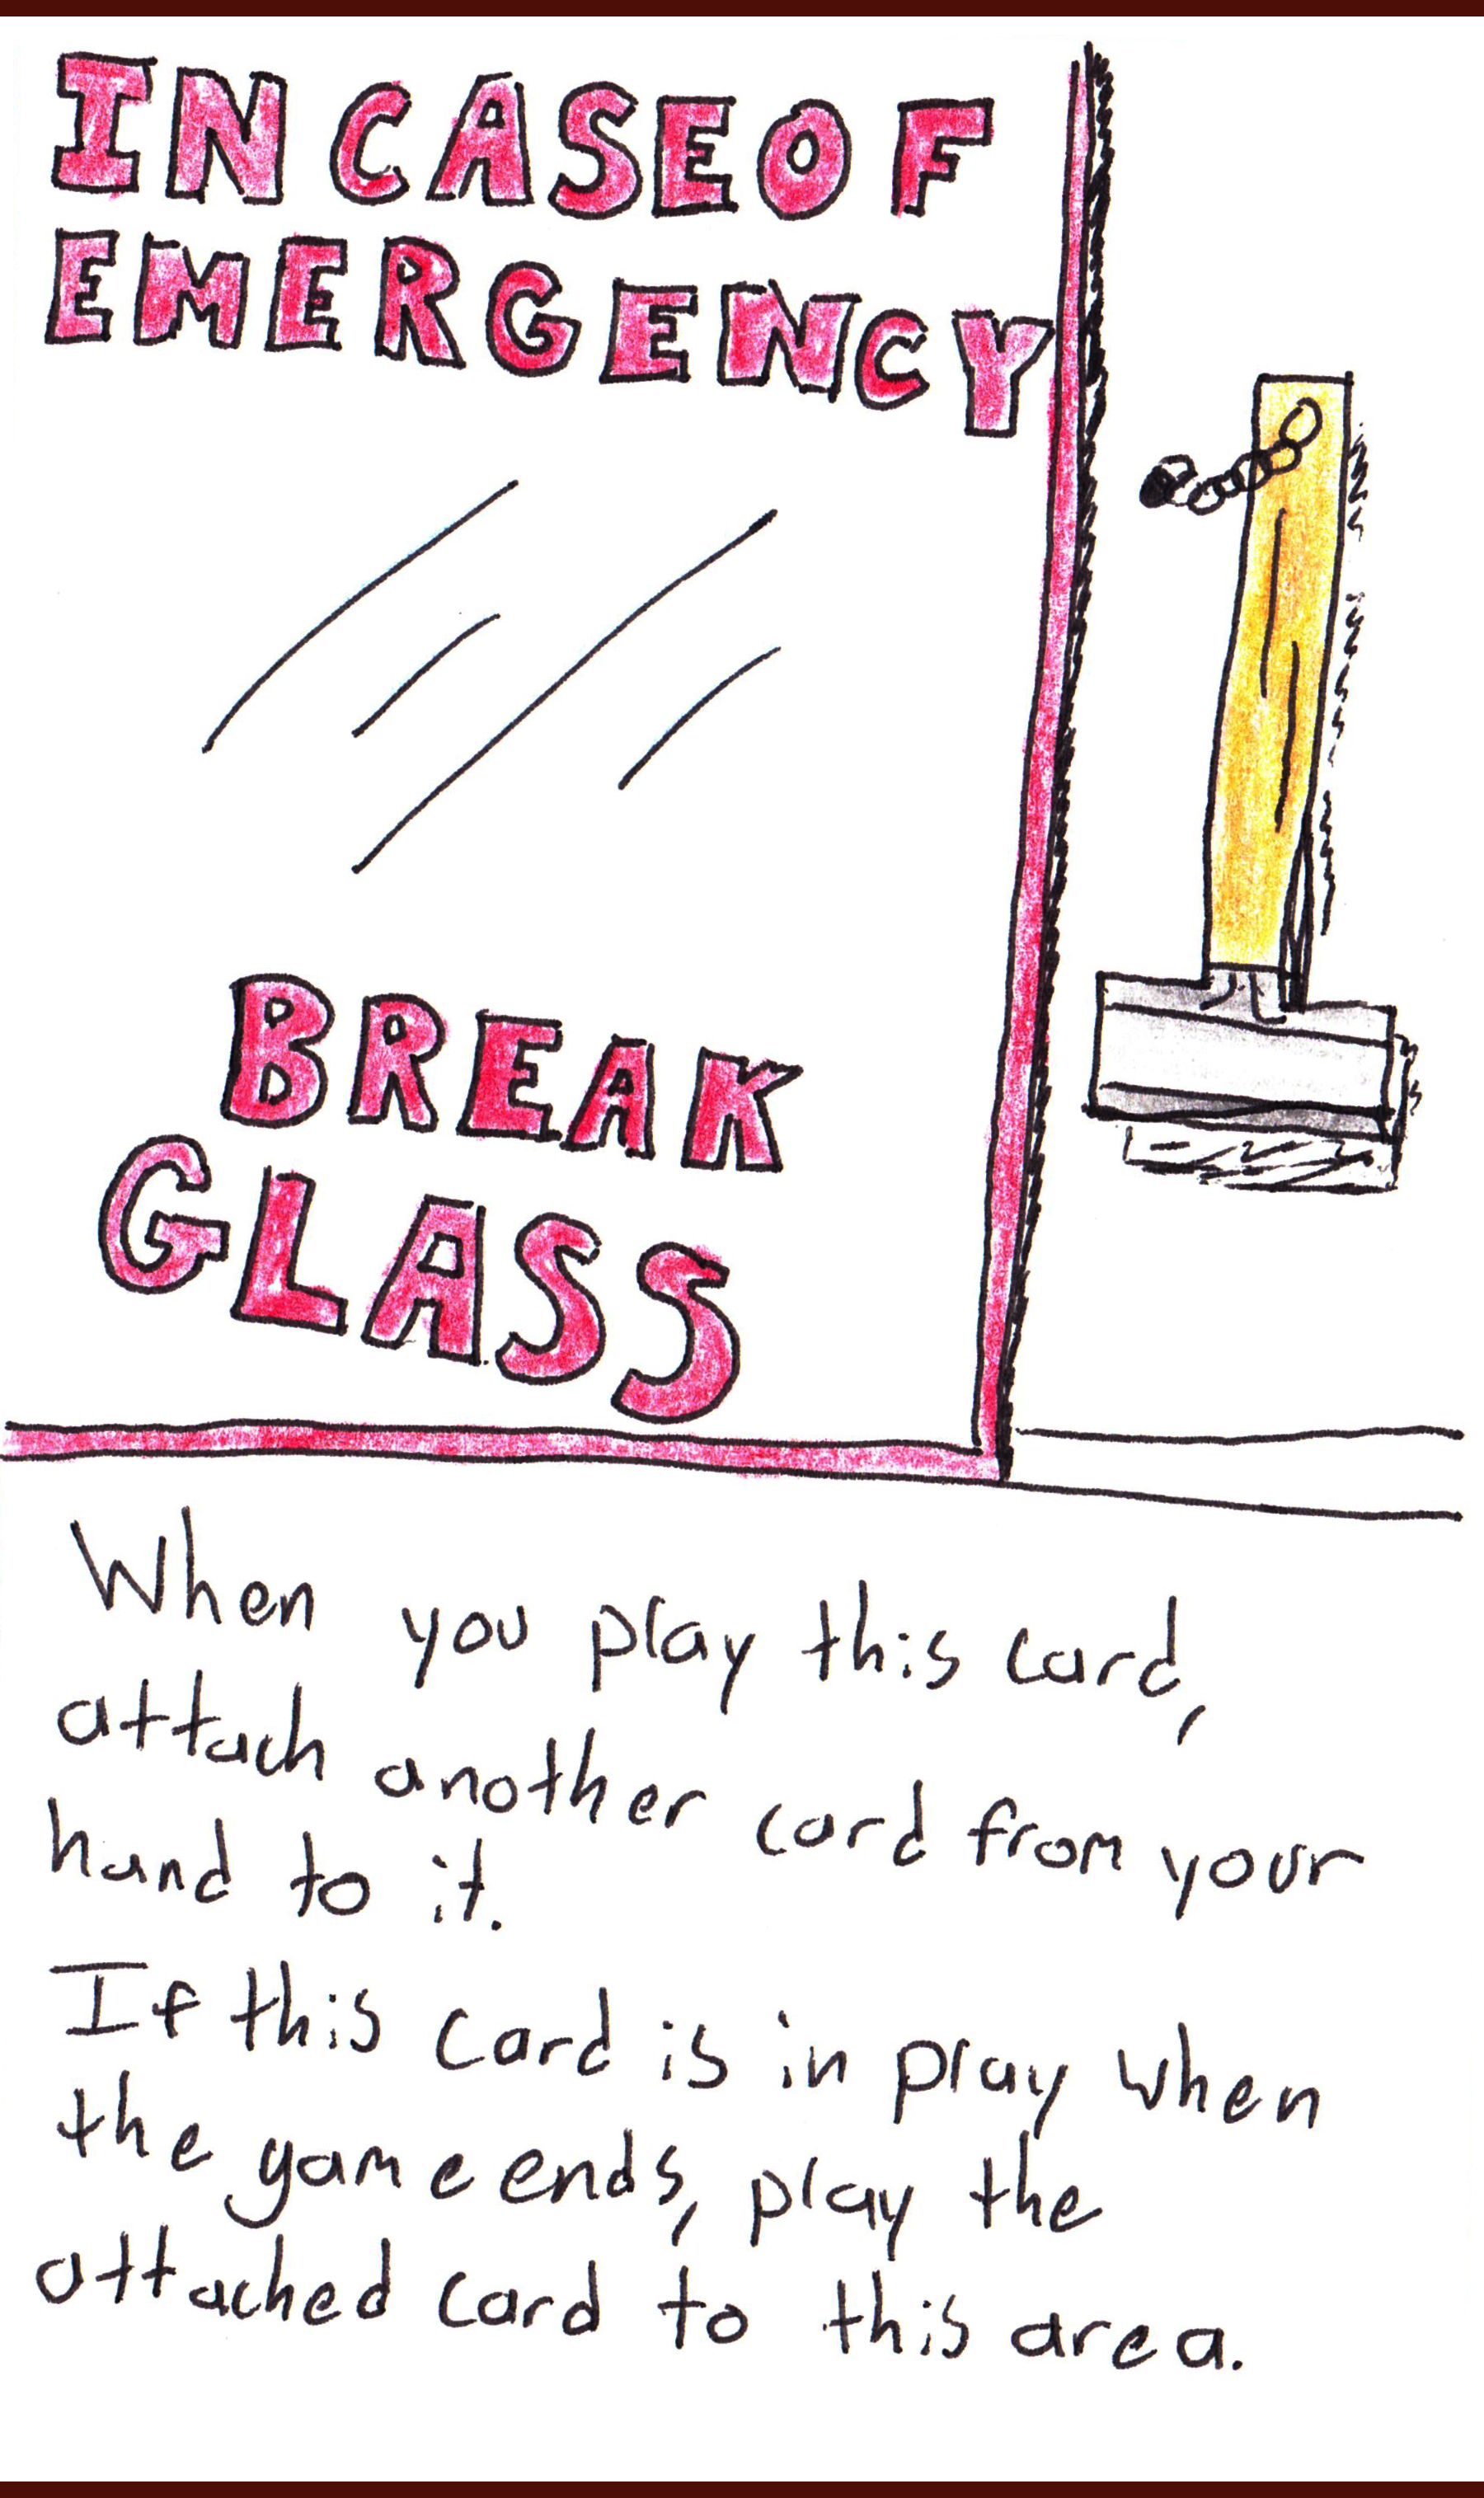 IN CASE OF
EMERGENCY
BREAK
GLASS
When you play this card,
attach another card from your
hand to it.
If this card is in play when
the game ends, play the
attached card to this area.